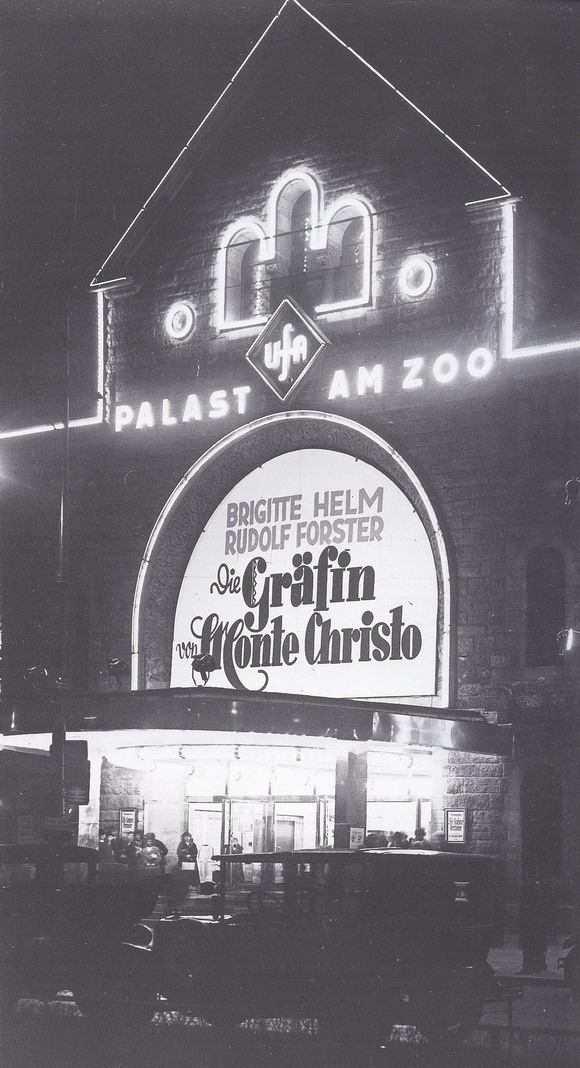 ufa
PALAST AM ZOO
BRIGITTE HELM
RUDOLF FORSTER
Die Gräfin
von Monte Christo